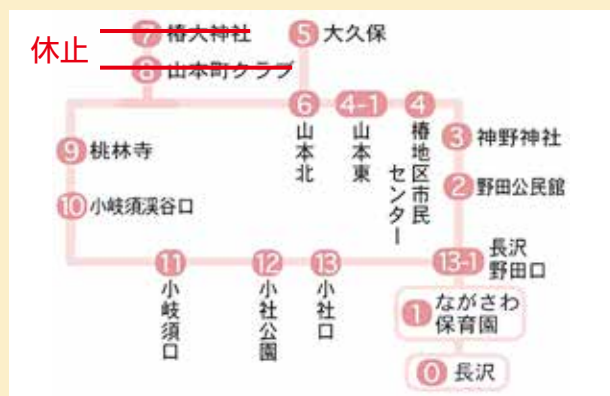 休止
7 椿大神社
8 山本町クラブ
5 大久保
6 山本北
4-1 山本東
4 椿地区市民
センター
3 神野神社
2 野田公民館
9 桃林寺
10 小岐須渓谷口
11 小岐須口
12 小社公園
13 小社口
13-1 長沢
野田口
1 ながさわ
保育園
0 長沢